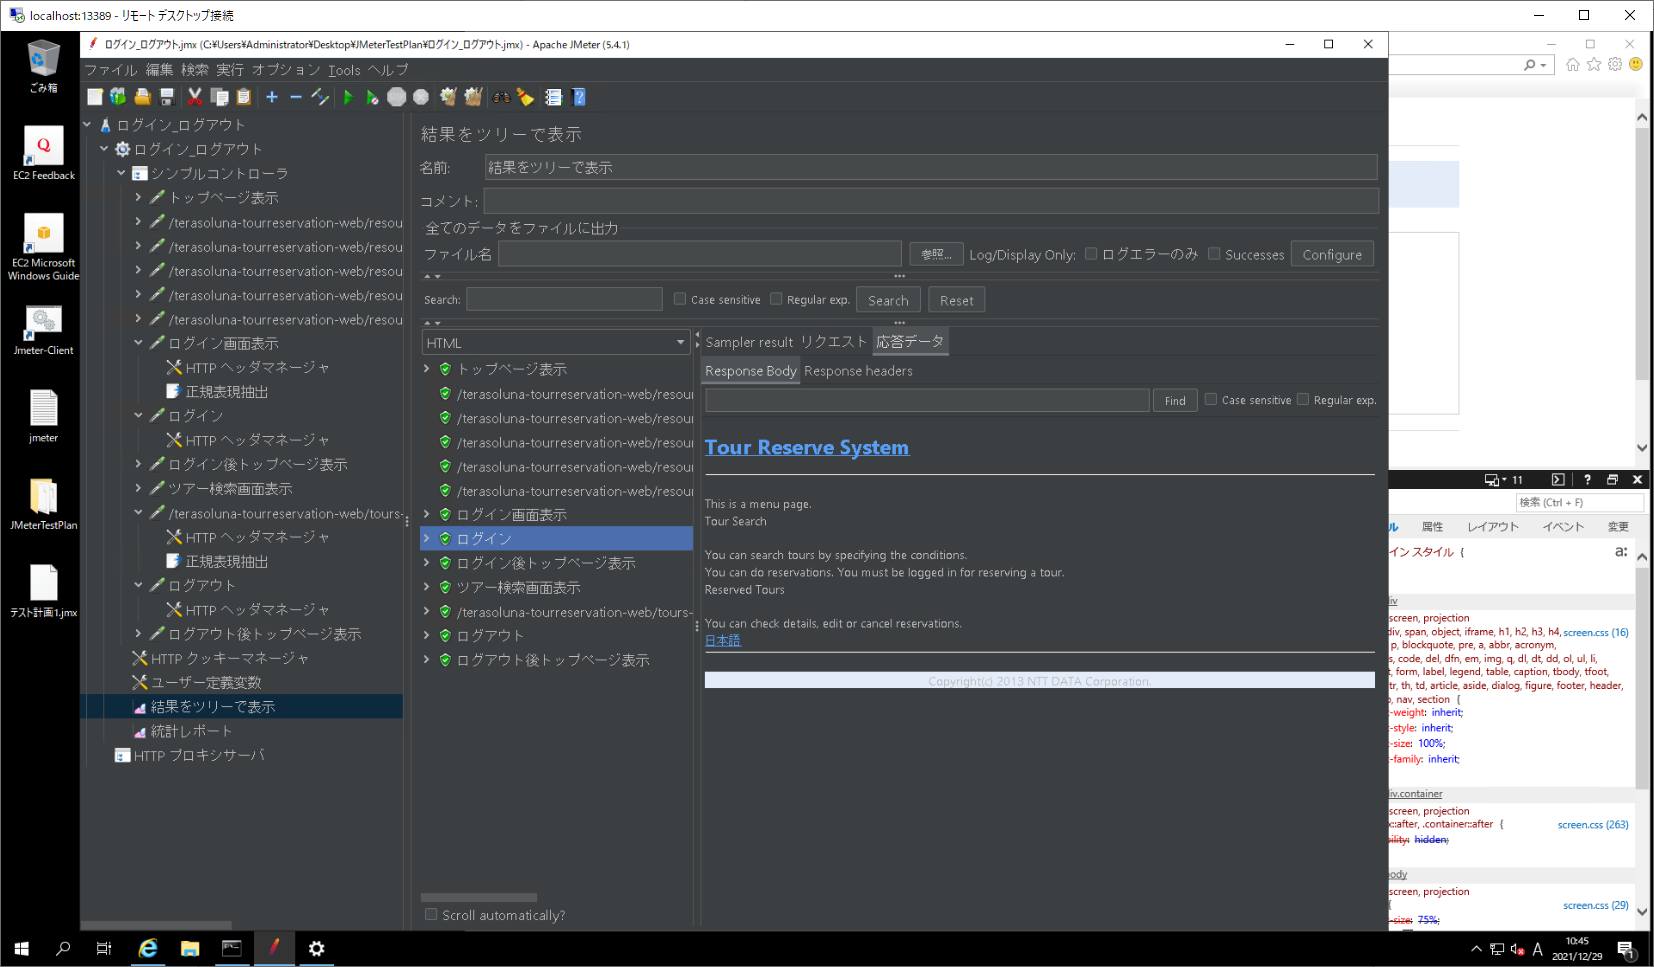 localhost:13389 - リモート デスクトップ接続
ごみ箱
EC2 Feedback
EC2 Microsoft
Windows Guide
Jmeter-Client
jmeter
JMeterTestPlan
テスト計画1.jmx
ログイン_ログアウト.jmx (C:¥Users¥Administrator¥Desktop¥JMeterTestPlan¥ログイン_ログアウト.jmx) - Apache JMeter (5.4.1)
ファイル 編集 検索 実行 オプション Tools ヘルプ
ログイン_ログアウト
ログイン_ログアウト
シンプルコントローラ
トップページ表示
/terasoluna-tourreservation-web/resou
/terasoluna-tourreservation-web/resou
/terasoluna-tourreservation-web/resou
/terasoluna-tourreservation-web/resou
/terasoluna-tourreservation-web/resou
ログイン画面表示
HTTP ヘッダマネージャ
正規表現抽出
ログイン
HTTP ヘッダマネージャ
ログイン後トップページ表示
ツアー検索画面表示
/terasoluna-tourreservation-web/tours-
HTTP ヘッダマネージャ
正規表現抽出
ログアウト
HTTP ヘッダマネージャ
ログアウト後トップページ表示
HTTP クッキーマネージャ
ユーザー定義変数
結果をツリーで表示
統計レポート
HTTP プロキシサーバ
結果をツリーで表示
名前: 結果をツリーで表示
コメント:
全てのデータをファイルに出力
ファイル名 参照... Log/Display Only: ログエラーのみ Successes Configure
Search: Case sensitive Regular exp. Search Reset
HTML
トップページ表示
/terasoluna-tourreservation-web/resour
/terasoluna-tourreservation-web/resour
/terasoluna-tourreservation-web/resour
/terasoluna-tourreservation-web/resour
/terasoluna-tourreservation-web/resour
ログイン画面表示
ログイン
ログイン後トップページ表示
ツアー検索画面表示
/terasoluna-tourreservation-web/tours-
ログアウト
ログアウト後トップページ表示
Scroll automatically?
Sampler result リクエスト 応答データ
Response Body Response headers
Find Case sensitive Regular exp.
Tour Reserve System
This is a menu page.
Tour Search
You can search tours by specifying the conditions.
You can do reservations. You must be logged in for reserving a tour.
Reserved Tours
You can check details, edit or cancel reservations.
日本語
Copyright(c) 2013 NTT DATA Corporation.
11 ?
検索 (Ctrl + F)
ル 属性 レイアウト イベント 変更
イン スタイル { a:
div
screen, projection
div, span, object, iframe, h1, h2, h3, h4, screen.css (16)
p, blockquote, pre, a, abbr, acronym,
s, code, del, dfn, em, img, q, dl, dt, dd, ol, ul, li,
t, form, label, legend, table, caption, tbody, tfoot,
tr, th, td, article, aside, dialog, figure, footer, header,
, nav, section {
-weight: inherit;
-style: inherit;
-size: 100%;
-family: inherit;
div.container
screen, projection
x::after, .container::after { screen.css (263)
bility: hidden;
body
screen, projection
{ screen.css (29)
-size: 75%;
A
10:45
2021/12/29
1